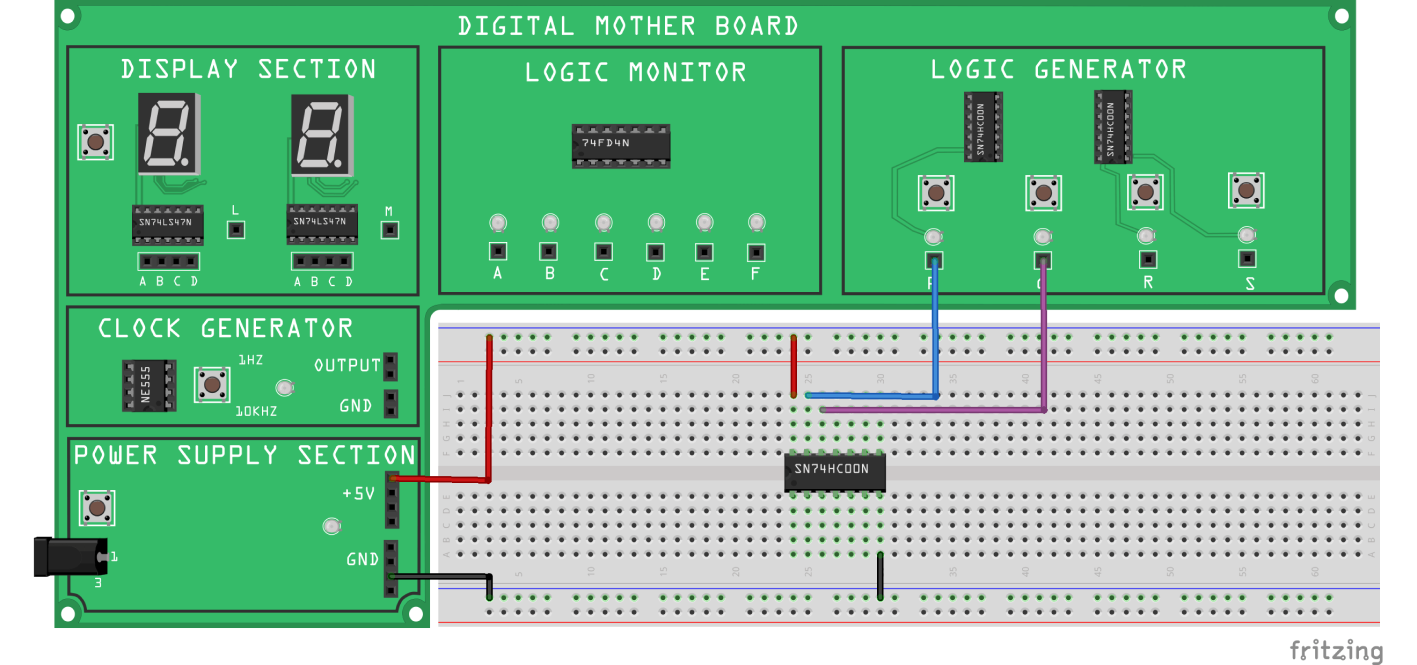 DIGITAL MOTHER BOARD
DISPLAY SECTION
SN74LS47N
L
SN74LS47N
M
A B C D
A B C D
LOGIC MONITOR
74FD4N
A B C D E F
LOGIC GENERATOR
SN74HC00N
SN74HC00N
R S
CLOCK GENERATOR
NE555
1HZ
10KHZ
OUTPUT
GND
POWER SUPPLY SECTION
+5V
GND
1
3
1 5 10 15 20 25 30 35 40 45 50 55 60
J J
I I
H H
G G
F F
SN74HC00N
E E
D D
C C
B B
A A
5 10 15 20 25 35 40 45 50 55 60
fritzing